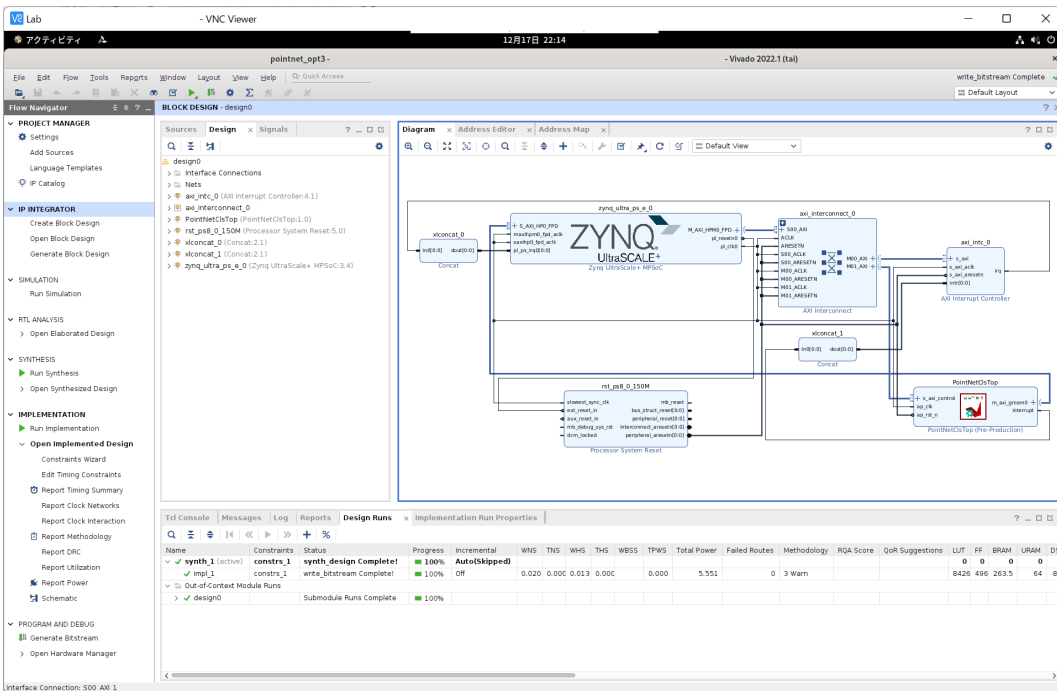 Lab - VNC Viewer
アクティビティ 12月17日 22:14
pointnet_opt3 - - Vivado 2022.1 (tai)
File Edit Flow Tools Reports Window Layout View Help Quick Access write_bitstream Complete
Default Layout
Flow Navigator
PROJECT MANAGER
Settings
Add Sources
Language Templates
IP Catalog
IP INTEGRATOR
Create Block Design
Open Block Design
Generate Block Design
SIMULATION
Run Simulation
RTL ANALYSIS
Open Elaborated Design
SYNTHESIS
Run Synthesis
Open Synthesized Design
IMPLEMENTATION
Run Implementation
Open Implemented Design
Constraints Wizard
Edit Timing Constraints
Report Timing Summary
Report Clock Networks
Report Clock Interaction
Report Methodology
Report DRC
Report Utilization
Report Power
Schematic
PROGRAM AND DEBUG
Generate Bitstream
Open Hardware Manager
BLOCK DESIGN - design0
Sources Design Signals
design0
Interface Connections
Nets
axi_intc_0 (AXI Interrupt Controller:4.1)
axi_interconnect_0
PointNetClsTop (PointNetClsTop:1.0)
rst_ps8_0_150M (Processor System Reset:5.0)
xlconcat_0 (Concat:2.1)
xlconcat_1 (Concat:2.1)
zynq_ultra_ps_e_0 (Zynq UltraScale+ MPSoC:3.4)
Diagram Address Editor Address Map
Default View
xlconcat_0
In0[0:0] dout[0:0]
Concat
zynq_ultra_ps_e_0
S_AXI_HP0_FPD
maxihpm0_fpd_aclk
saxihp0_fpd_aclk
pl_ps_irq0[0:0]
ZYNQ
UltraSCALE+
M_AXI_HPM0_FPD
pl_resetn0
pl_clk0
Zynq UltraScale+ MPSoC
axi_interconnect_0
S00_AXI
ACLK
ARESETN
S00_ACLK
S00_ARESETN
M00_ACLK
M00_ARESETN
M01_ACLK
M01_ARESETN
M00_AXI
M01_AXI
AXI Interconnect
axi_intc_0
s_axi
s_axi_aclk
s_axi_aresetn
intr[0:0]
irq
AXI Interrupt Controller
xlconcat_1
In0[0:0] dout[0:0]
Concat
rst_ps8_0_150M
slowest_sync_clk mb_reset
ext_reset_in bus_struct_reset[0:0]
aux_reset_in peripheral_reset[0:0]
mb_debug_sys_rst interconnect_aresetn[0:0]
dcm_locked peripheral_aresetn[0:0]
Processor System Reset
PointNetClsTop
s_axi_control
ap_clk
ap_rst_n
m_axi_gmem0
interrupt
PointNetClsTop (Pre-Production)
Tcl Console Messages Log Reports Design Runs Implementation Run Properties
Name Constraints Status Progress Incremental WNS TNS WHS THS WBSS TPWS Total Power Failed Routes Methodology RQA Score QoR Suggestions LUT FF BRAM URAM
synth_1 (active) constrs_1 synth_design Complete! 100% Auto(Skipped) 0 0 0 0
impl_1 constrs_1 write_bitstream Complete! 100% Off 0.020 0.000 0.013 0.000 0.000 5.551 0 3 Warn 8426 496 263.5 64
Out-of-Context Module Runs
design0 Submodule Runs Complete 100%
Interface Connection: S00_AXI_1